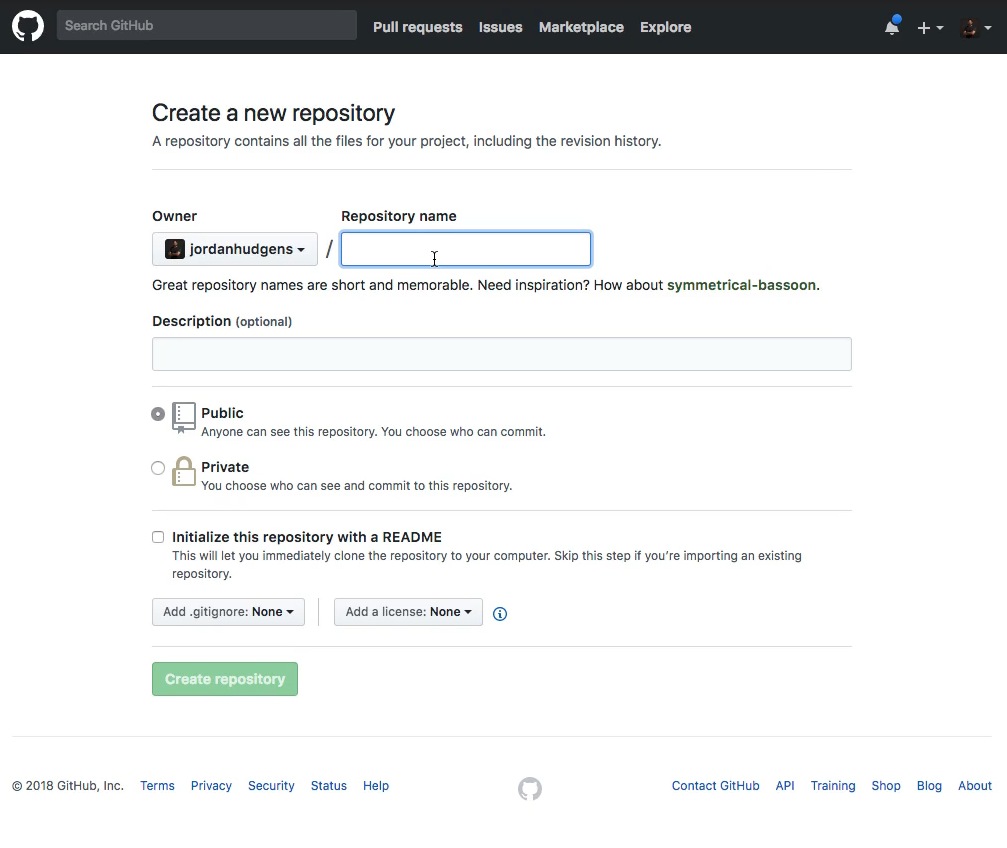 Search GitHub
Pull requests Issues Marketplace Explore
Create a new repository
A repository contains all the files for your project, including the revision history.
Owner Repository name
jordanhudgens /
Great repository names are short and memorable. Need inspiration? How about symmetrical-bassoon.
Description (optional)
Public
Anyone can see this repository. You choose who can commit.
Private
You choose who can see and commit to this repository.
Initialize this repository with a README
This will let you immediately clone the repository to your computer. Skip this step if you’re importing an existing
repository.
Add .gitignore: None Add a license: None
Create repository
© 2018 GitHub, Inc. Terms Privacy Security Status Help Contact GitHub API Training Shop Blog About